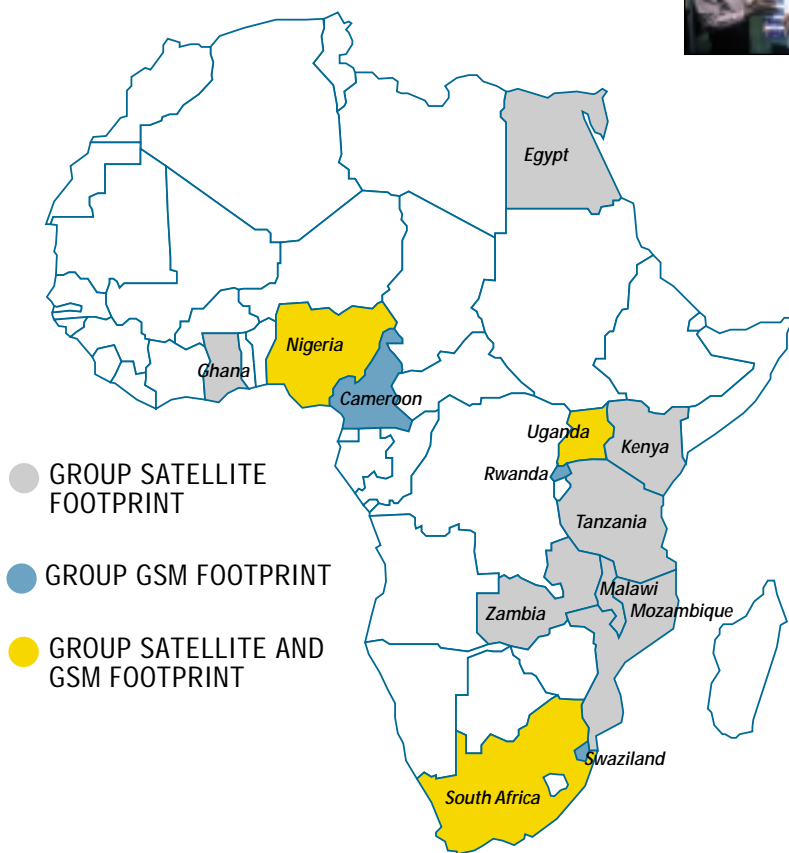 Egypt
Nigeria
Ghana
Cameroon
Uganda
Kenya
Rwanda
Tanzania
Malawi
Zambia
Mozambique
Swaziland
South Africa
GROUP SATELLITE
FOOTPRINT
GROUP GSM FOOTPRINT
GROUP SATELLITE AND
GSM FOOTPRINT